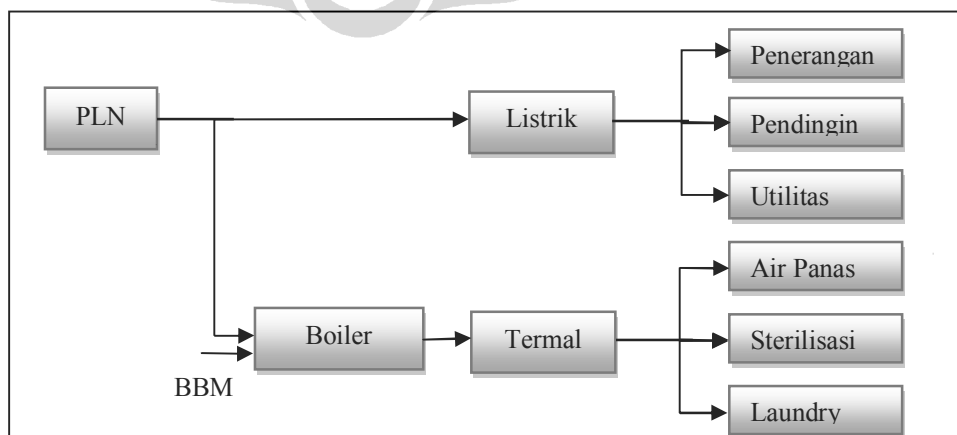 Penerangan
PLN
Listrik
Pendingin
Utilitas
Air Panas
Boiler
Termal
Sterilisasi
BBM
Laundry